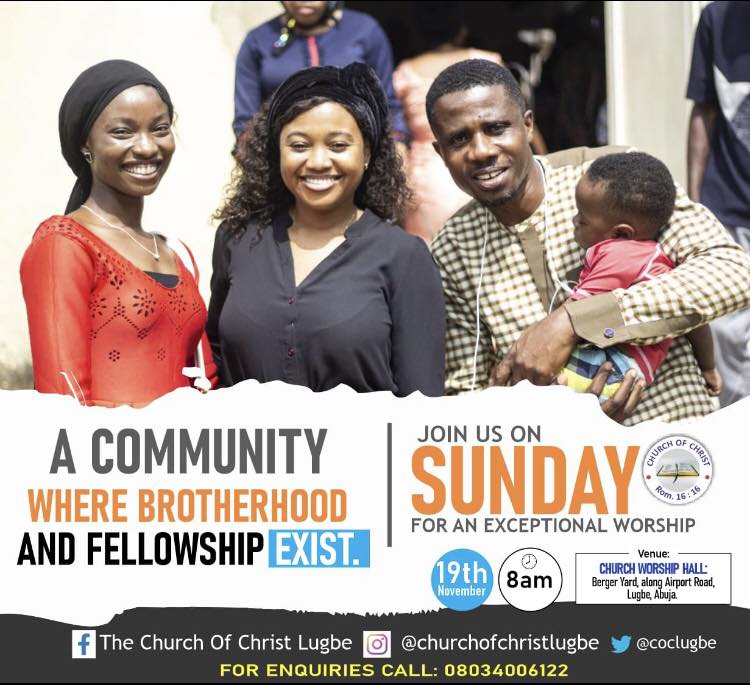 A COMMUNITY
WHERE BROTHERHOOD
AND FELLOWSHIP EXIST.
JOIN US ON
SUNDAY
FOR AN EXCEPTIONAL WORSHIP
CHURCH OF CHRIST
Rom. 16 : 16
19th
November
8am
Venue:
CHURCH WORSHIP HALL:
Berger Yard, along Airport Road,
Lugbe, Abuja.
The Church Of Christ Lugbe @churchofchristlugbe @coclugbe
FOR ENQUIRIES CALL: 08034006122